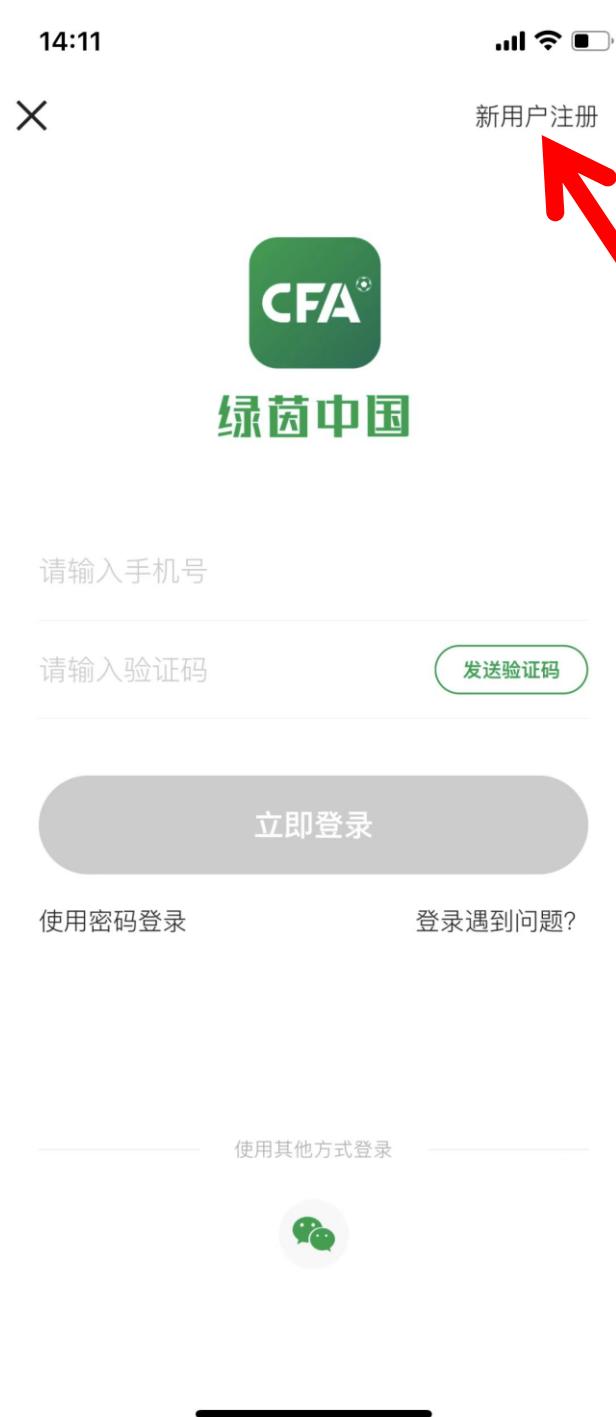 14:11
新用户注册
CFA
绿茵中国
请输入手机号
请输入验证码
发送验证码
立即登录
使用密码登录
登录遇到问题?
使用其他方式登录